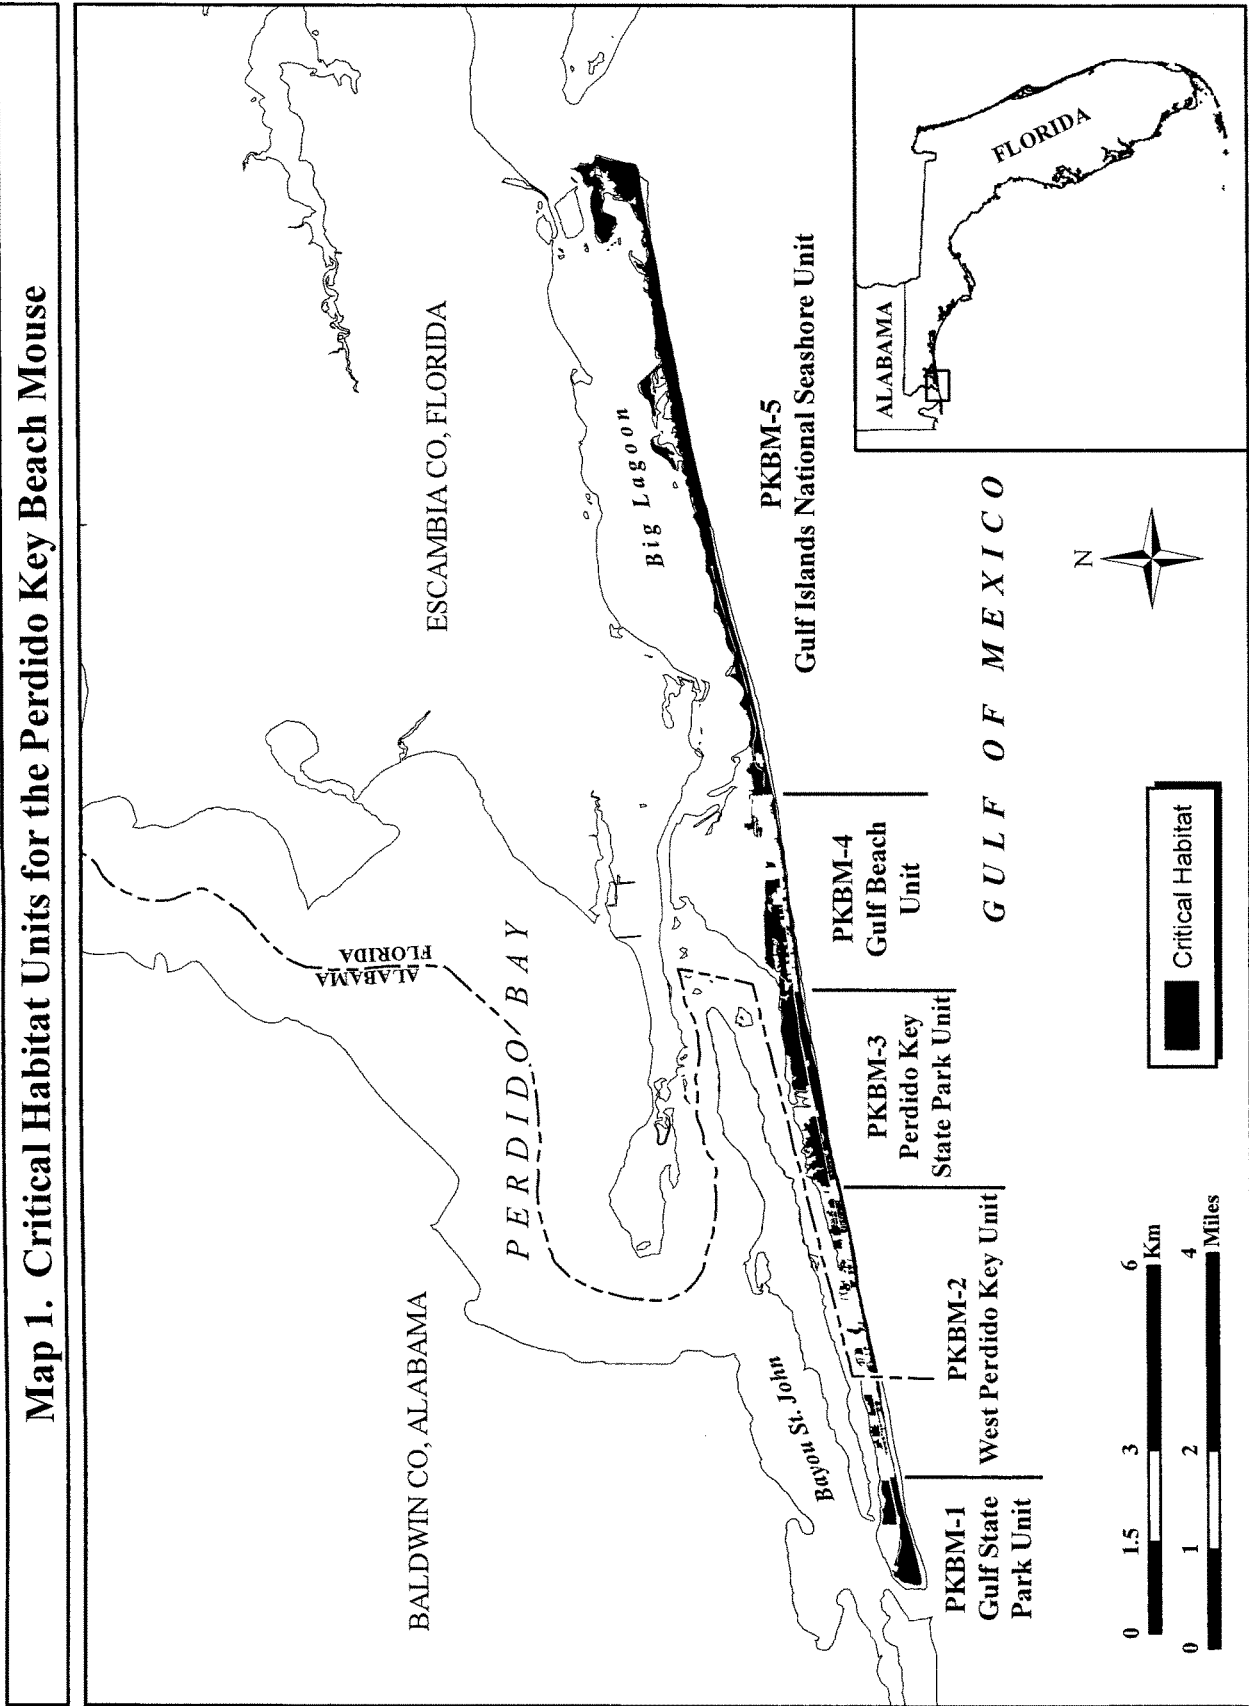 Map 1. Critical Habitat Units for the Perdido Key Beach Mouse
BALDWIN CO, ALABAMA
ESCAMBIA CO, FLORIDA
ALABAMA
FLORIDA
PERDIDO BAY
Bayou St. John
Big Lagoon
PKBM-1
Gulf State
Park Unit
PKBM-2
West Perdido Key Unit
PKBM-3
Perdido Key
State Park Unit
PKBM-4
Gulf Beach
Unit
PKBM-5
Gulf Islands National Seashore Unit
GULF OF MEXICO
0 1.5 3 6
Km
0 1 2 4
Miles
Critical Habitat
N
ALABAMA
FLORIDA